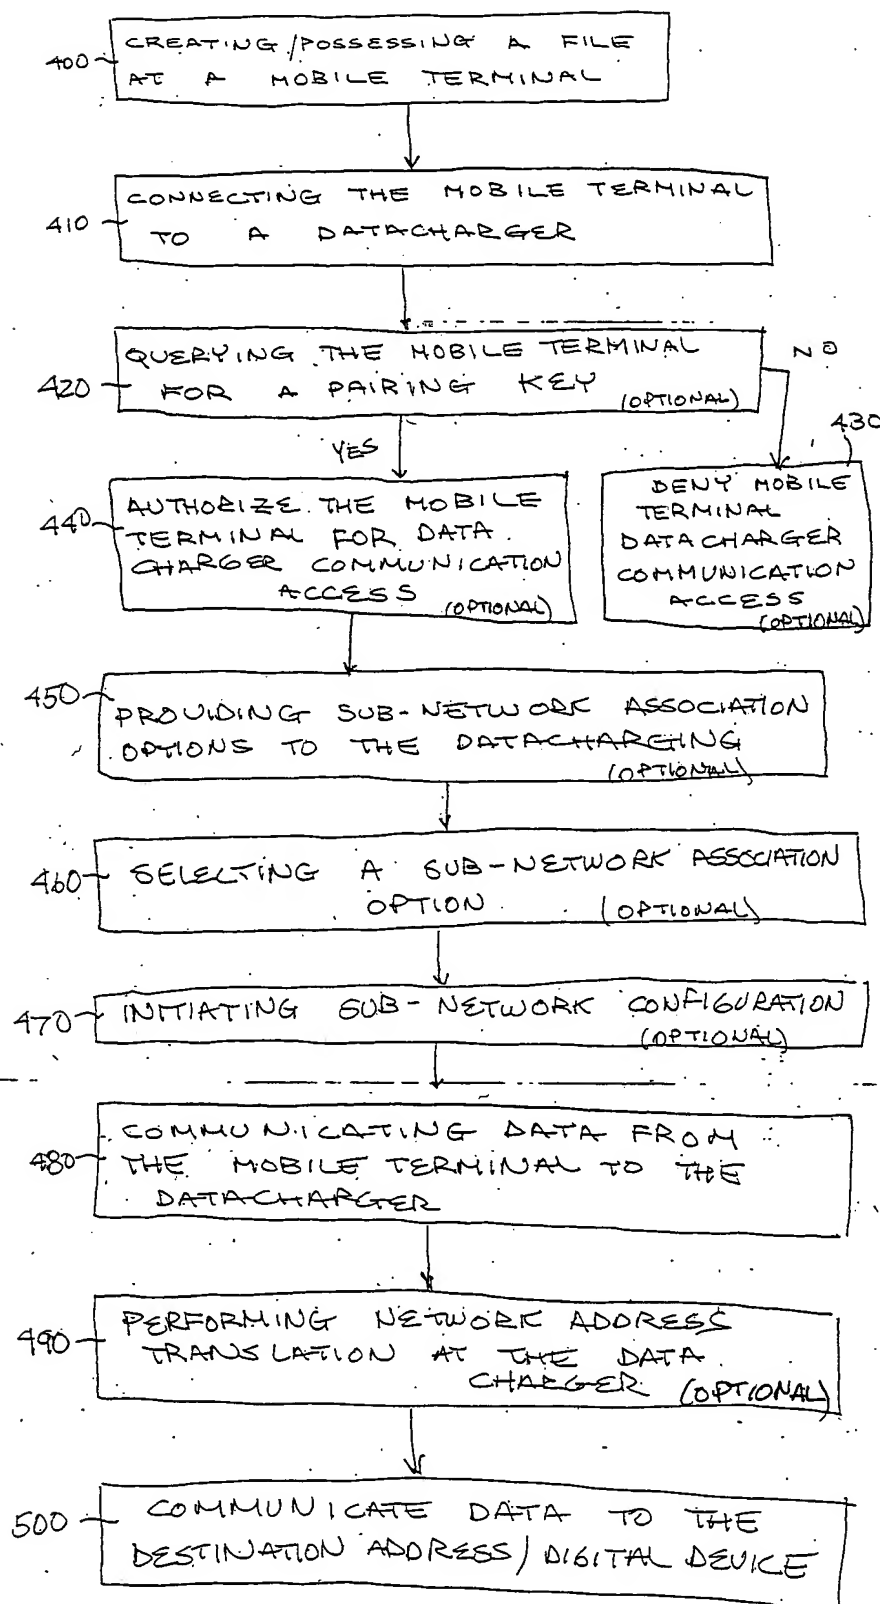 400
CREATING/POSSESSING A FILE
AT A MOBILE TERMINAL
410
CONNECTING THE MOBILE TERMINAL
TO A DATACHARGER
420
QUERYING THE MOBILE TERMINAL
FOR A PAIRING KEY
(OPTIONAL)
NO
YES
430
DENY MOBILE
TERMINAL
DATACHARGER
COMMUNICATION
ACCESS
(OPTIONAL)
440
AUTHORIZE THE MOBILE
TERMINAL FOR DATA
CHARGER COMMUNICATION
ACCESS (OPTIONAL)
450
PROVIDING SUB-NETWORK ASSOCIATION
OPTIONS TO THE DATACHARGING
(OPTIONAL)
460
SELECTING A SUB-NETWORK ASSOCIATION
OPTION (OPTIONAL)
470
INITIATING SUB-NETWORK CONFIGURATION
(OPTIONAL)
480
COMMUNICATING DATA FROM
THE MOBILE TERMINAL TO THE
DATACHARGER
490
PERFORMING NETWORK ADDRESS
TRANSLATION AT THE DATA
CHARGER (OPTIONAL)
500
COMMUNICATE DATA TO THE
DESTINATION ADDRESS/DIGITAL DEVICE